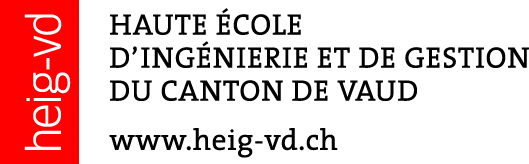 heig-vd
HAUTE ÉCOLE
D'INGÉNIERIE ET DE GESTION
DU CANTON DE VAUD
www.heig-vd.ch